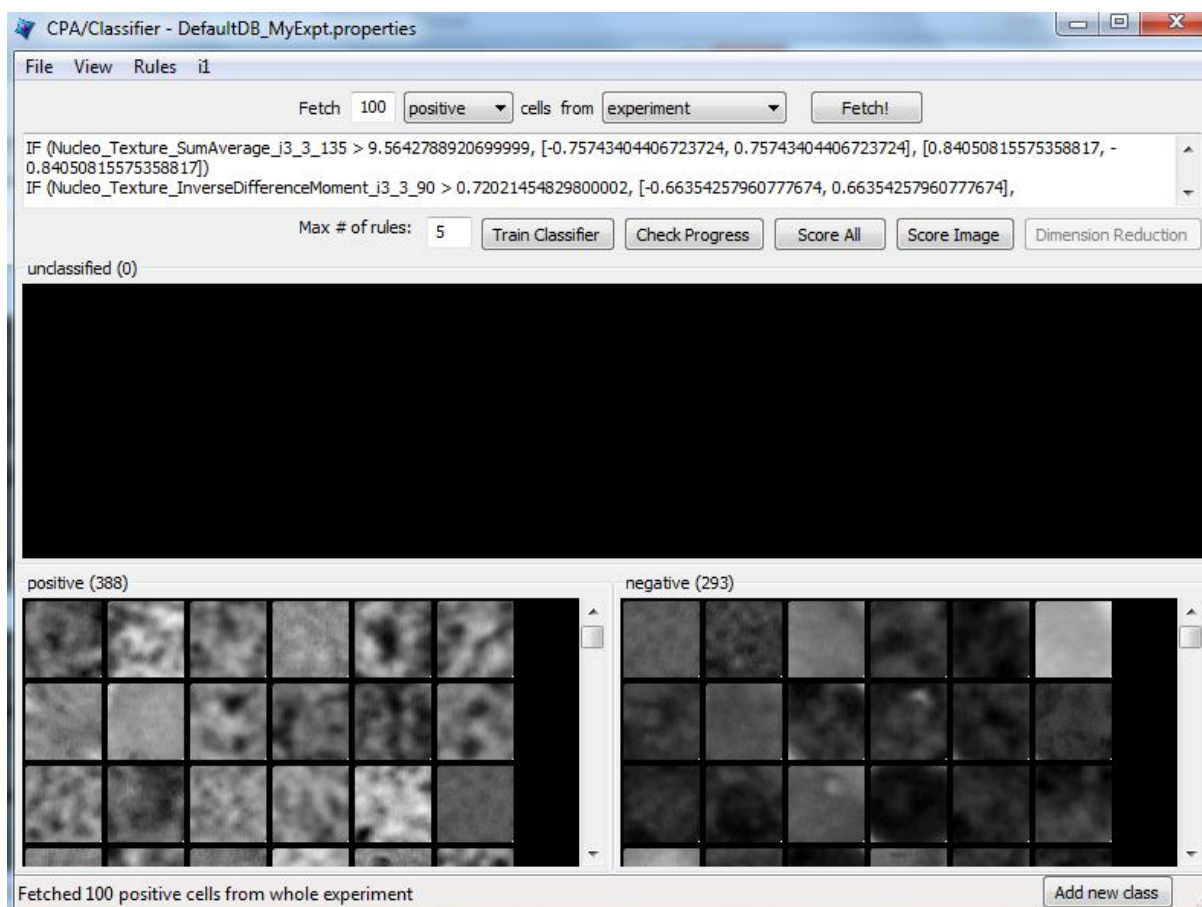 CPA/Classifier - DefaultDB_MyExpt.properties
File View Rules i1
Fetch 100 positive cells from experiment Fetch!
IF (Nucleo_Texture_SumAverage_i3_3_135 > 9.5642788920699999, [-0.75743404406723724, 0.75743404406723724], [0.84050815575358817, -
0.84050815575358817])
IF (Nucleo_Texture_InverseDifferenceMoment_i3_3_90 > 0.72021454829800002, [-0.66354257960777674, 0.66354257960777674],
Max # of rules: 5 Train Classifier Check Progress Score All Score Image Dimension Reduction
unclassified (0)
positive (388) negative (293)
Fetched 100 positive cells from whole experiment Add new class